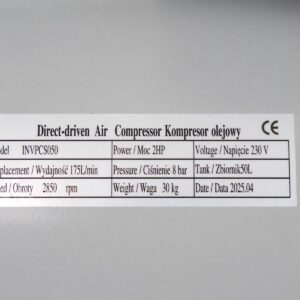 Direct-driven Air Compressor Kompresor olejowy CE
odel INVPCS050 Power / Moc 2HP Voltage / Napięcie 230 V
placement / Wydajność 175L/min Pressure / Ciśnienie 8 bar Tank / Zbiornik50L
ed / Obroty 2850 rpm Weight / Waga 30 kg Date / Data 2025.04